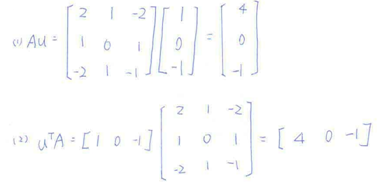 (1) Au = [ 2 1 -2 ] [ 1 ] = [ 4 ]
[ 1 0 1 ] [ 0 ] [ 0 ]
[ -2 1 -1 ] [ -1 ] [ -1 ]
(2) uᵀA = [ 1 0 -1 ] [ 2 1 -2 ] = [ 4 0 -1 ]
[ 1 0 1 ]
[ -2 1 -1 ]